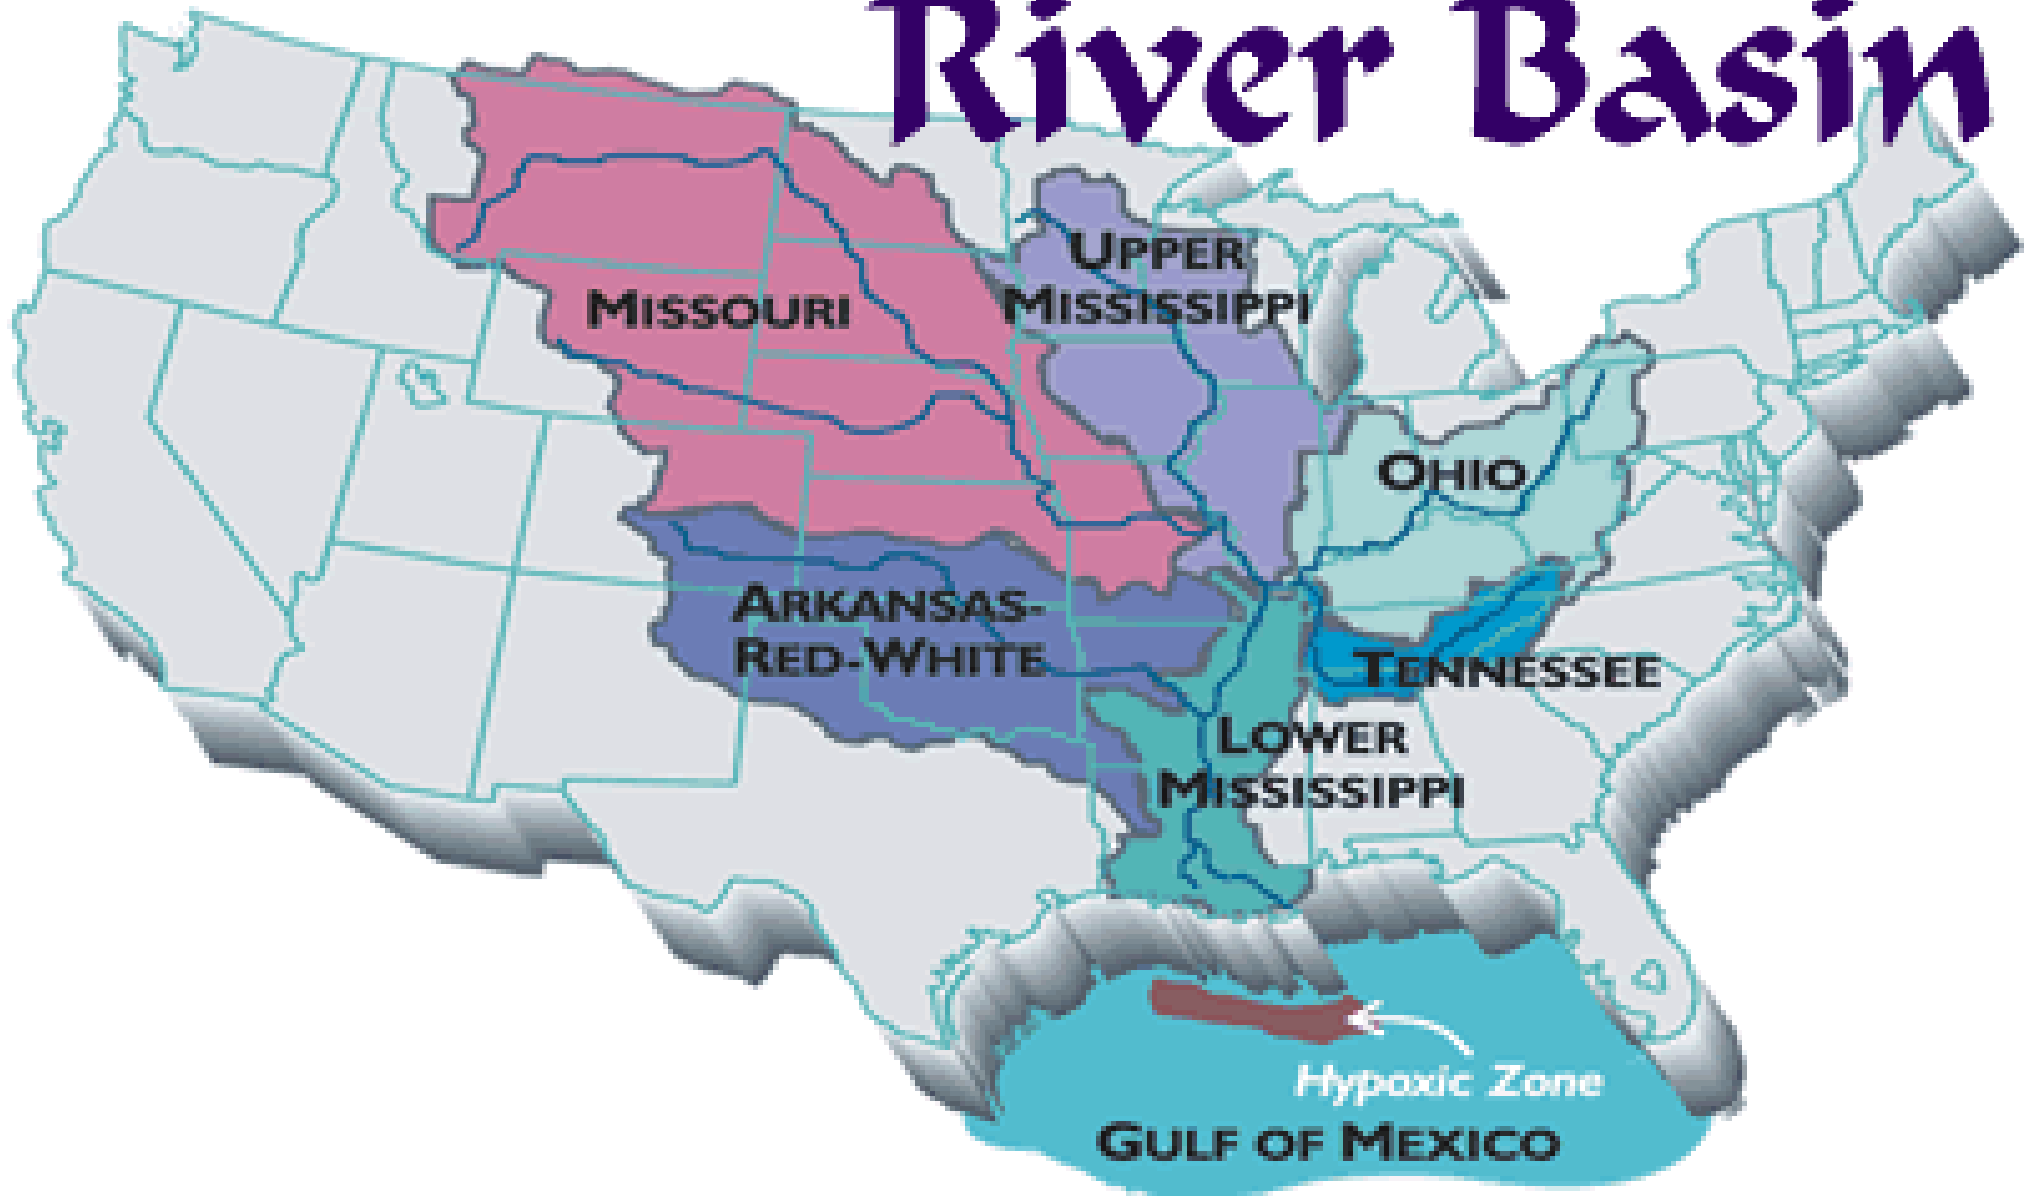 River Basin
UPPER
MISSISSIPPI
MISSOURI
OHIO
ARKANSAS-
RED-WHITE
TENNESSEE
LOWER
MISSISSIPPI
Hypoxic Zone
GULF OF MEXICO